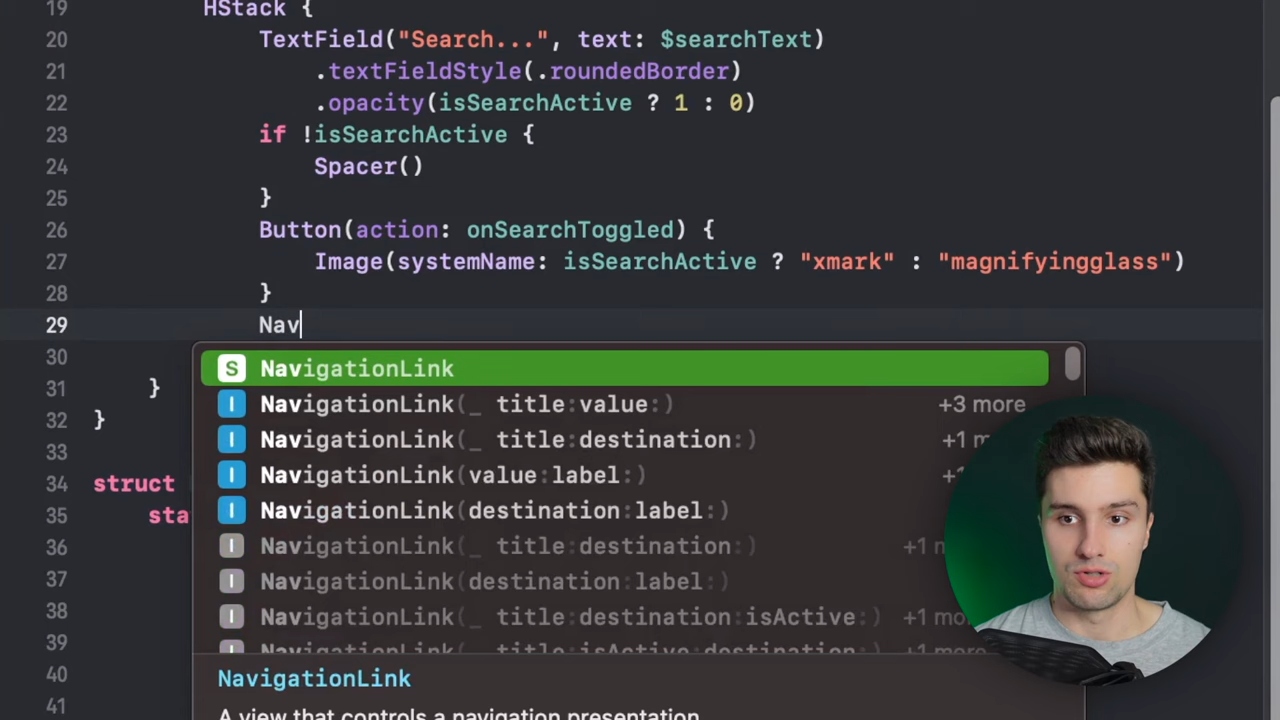 19 HStack {
20 TextField("Search...", text: $searchText)
21 .textFieldStyle(.roundedBorder)
22 .opacity(isSearchActive ? 1 : 0)
23 if !isSearchActive {
24 Spacer()
25 }
26 Button(action: onSearchToggled) {
27 Image(systemName: isSearchActive ? "xmark" : "magnifyingglass")
28 }
29 Nav
30
S NavigationLink
I NavigationLink(_ title:value:) +3 more
I NavigationLink(_ title:destination:)
I NavigationLink(value:label:)
I NavigationLink(destination:label:)
I NavigationLink(_ title:destination:)
I NavigationLink(destination:label:)
I NavigationLink(_ title:destination:isActive:)
NavigationLink(_ title:isActive:destination:)
NavigationLink
A view that controls a navigation presentation.
31 }
32 }
33
34 struct
35 sta
36
37
38
39
40
41